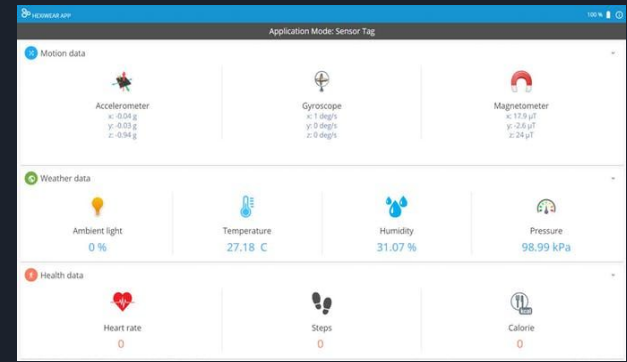 HEXIWEAR APP
100 %
Application Mode: Sensor Tag
Motion data
Accelerometer
x: -0.04 g
y: -0.03 g
z: -0.94 g
Gyroscope
x: 1 deg/s
y: 0 deg/s
z: 0 deg/s
Magnetometer
x: 17.9 μT
y: -2.6 μT
z: 24 μT
Weather data
Ambient light
0 %
Temperature
27.18 C
Humidity
31.07 %
Pressure
98.99 kPa
Health data
Heart rate
0
Steps
0
kcal
Calorie
0